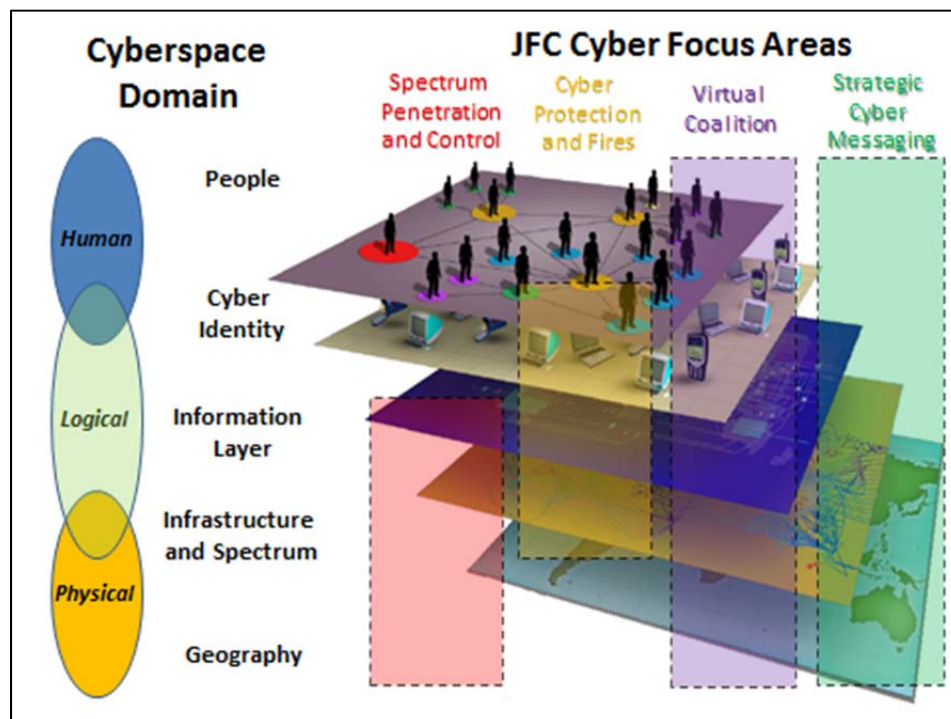 Cyberspace
Domain
JFC Cyber Focus Areas
Spectrum
Penetration
and Control
Cyber
Protection
and Fires
Virtual
Coalition
Strategic
Cyber
Messaging
Human
Logical
Physical
People
Cyber
Identity
Information
Layer
Infrastructure
and Spectrum
Geography